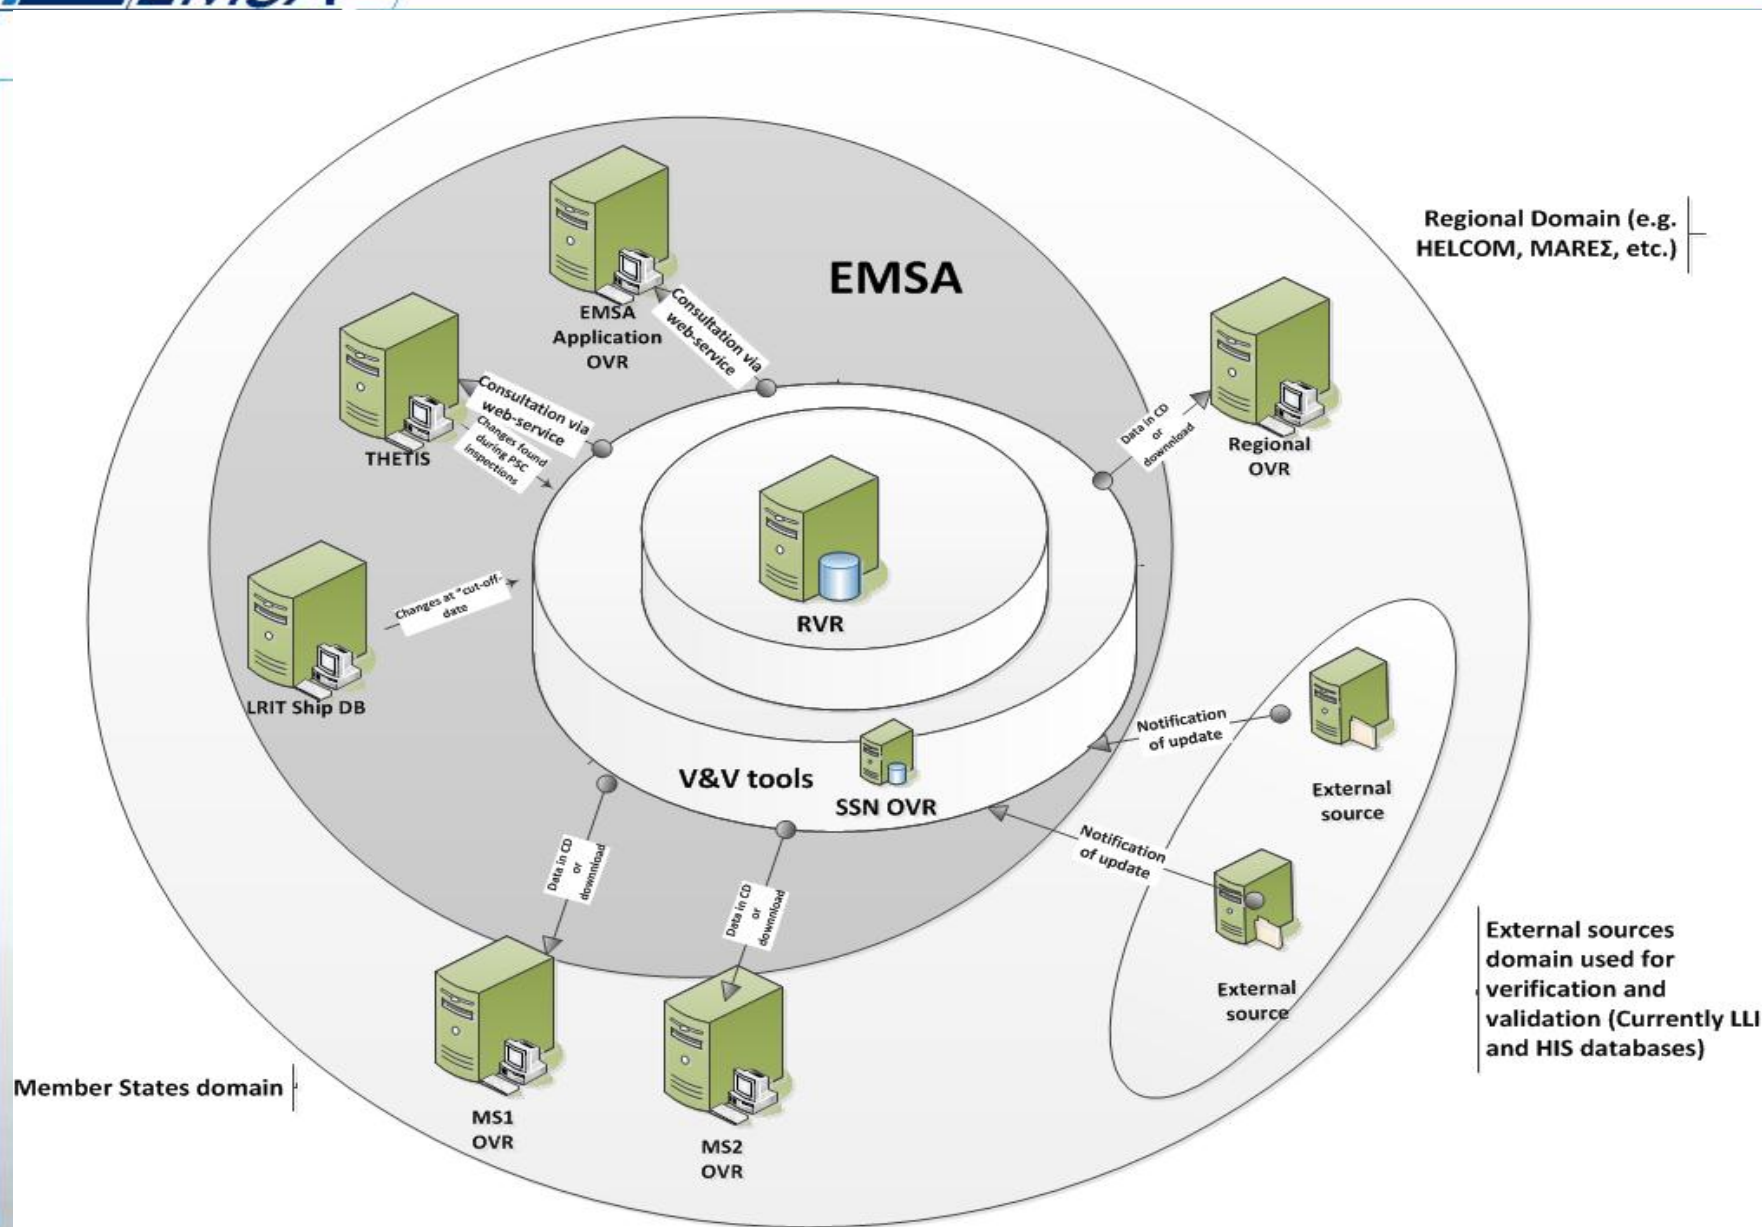 EMSA
Regional Domain (e.g.
HELCOM, MAREΣ, etc.)
EMSA
Application
OVR
Consultation via
web-service
THETIS
Consultation via
web-service
Changes found
during PSC
inspections
Data in CD
or
downnload
Regional
OVR
RVR
LRIT Ship DB
Changes at "cut-off-
date
V&V tools
SSN OVR
Notification
of update
External
source
Notification
of update
External
source
Data in CD
or
downnload
Data in CD
or
downnload
External sources
domain used for
verification and
validation (Currently LLI
and HIS databases)
Member States domain
MS1
OVR
MS2
OVR